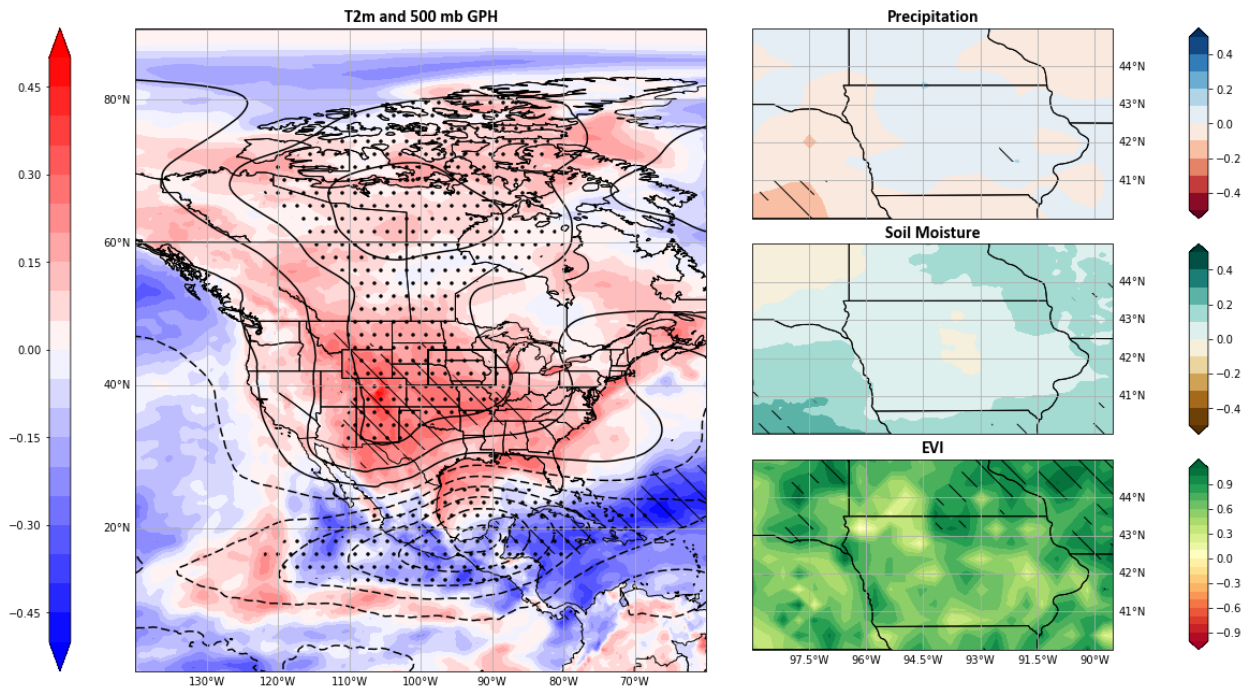 T2m and 500 mb GPH
0.45
0.30
0.15
0.00
−0.15
−0.30
−0.45
80°N
60°N
40°N
20°N
130°W 120°W 110°W 100°W 90°W 80°W 70°W
Precipitation
44°N
43°N
42°N
41°N
0.4
0.2
0.0
−0.2
−0.4
Soil Moisture
44°N
43°N
42°N
41°N
0.4
0.2
0.0
−0.2
−0.4
EVI
44°N
43°N
42°N
41°N
97.5°W 96°W 94.5°W 93°W 91.5°W 90°W
0.9
0.6
0.3
0.0
−0.3
−0.6
−0.9